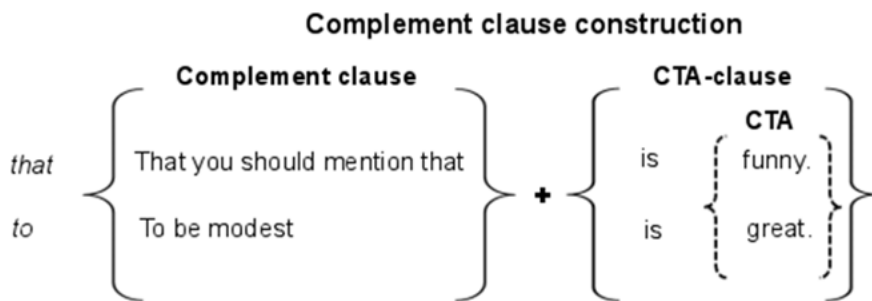 Complement clause construction
Complement clause CTA-clause
CTA
that That you should mention that is funny.
+
to To be modest is great.